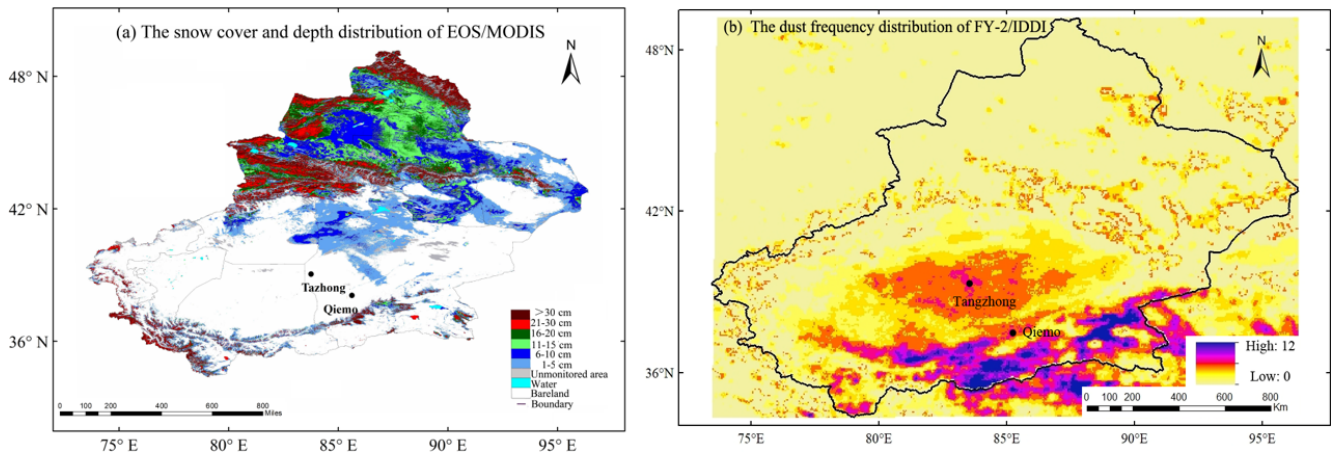 (a) The snow cover and depth distribution of EOS/MODIS
N
48° N
42° N
36° N
Tazhong
Qiemo
>30 cm
21-30 cm
16-20 cm
11-15 cm
6-10 cm
1-5 cm
Unmonitored area
Water
Bareland
Boundary
0 200 400 600 800
Miles
75° E 80° E 85° E 90° E 95° E
(b) The dust frequency distribution of FY-2/IDDI
N
48°N
42°N
36°N
Tangzhong
Qiemo
High: 12
Low: 0
0 200 400 600 800
Km
75°E 80°E 85°E 90°E 95°E